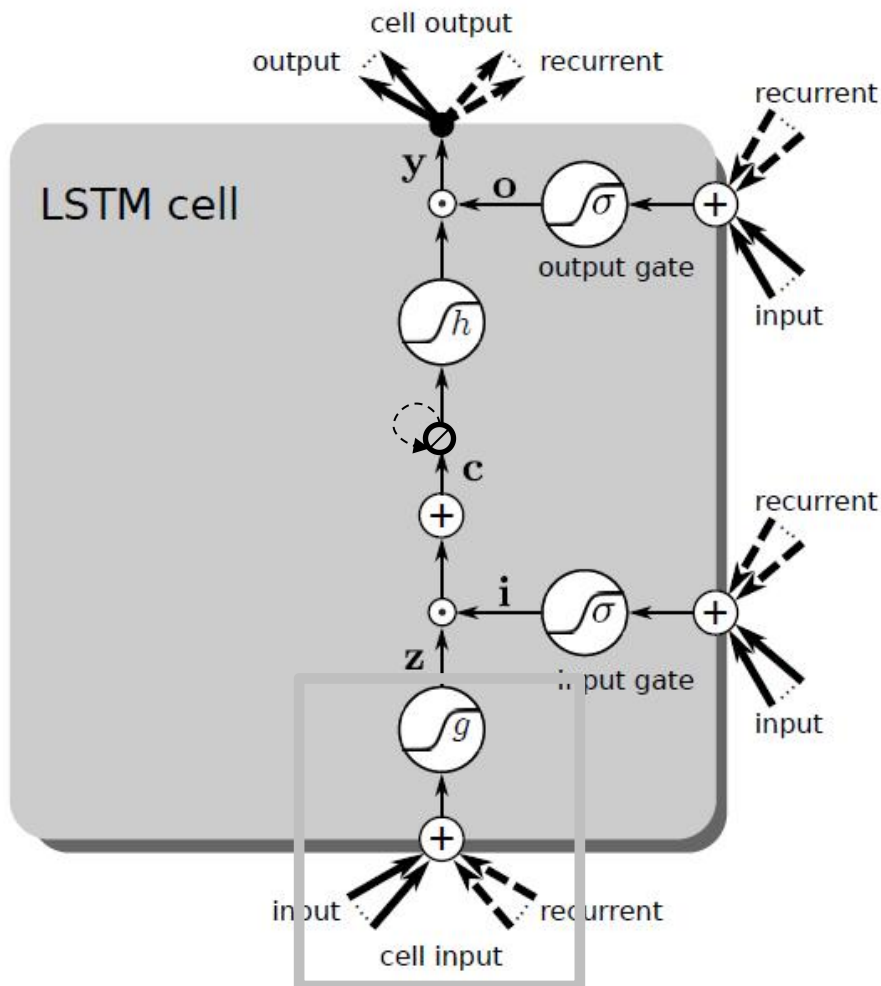 cell output
output
recurrent
recurrent
y
o
σ
+
LSTM cell
output gate
h
input
c
+
recurrent
i
σ
+
z
input gate
g
input
+
input
recurrent
cell input